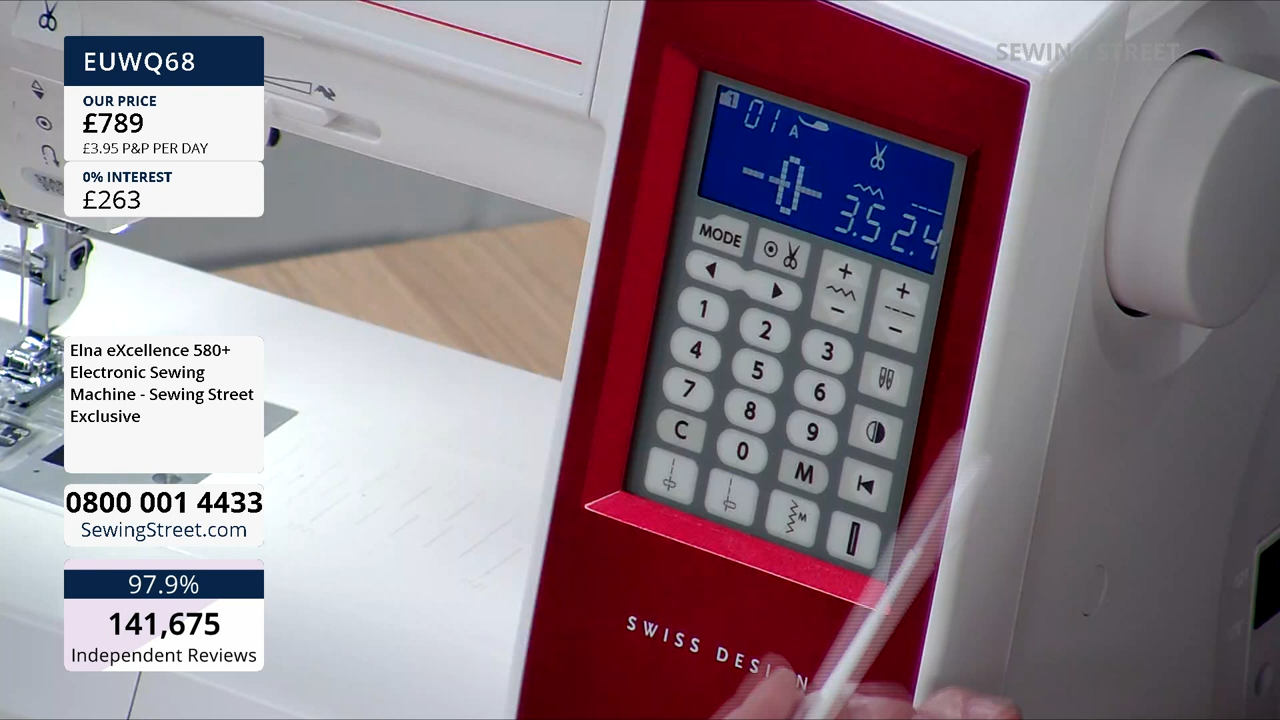 EUWQ68
OUR PRICE
£789
£3.95 P&P PER DAY
0% INTEREST
£263
Elna eXcellence 580+
Electronic Sewing
Machine - Sewing Street
Exclusive
0800 001 4433
SewingStreet.com
97.9%
141,675
Independent Reviews
SEWING STREET
1
01 A
3.5 2.4
MODE
+ +
- -
1 2 3
4 5 6
7 8 9
C 0 M
M
SWISS DESIGN